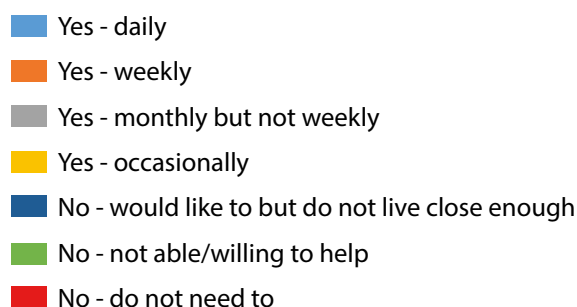 Yes - daily
Yes - weekly
Yes - monthly but not weekly
Yes - occasionally
No - would like to but do not live close enough
No - not able/willing to help
No - do not need to